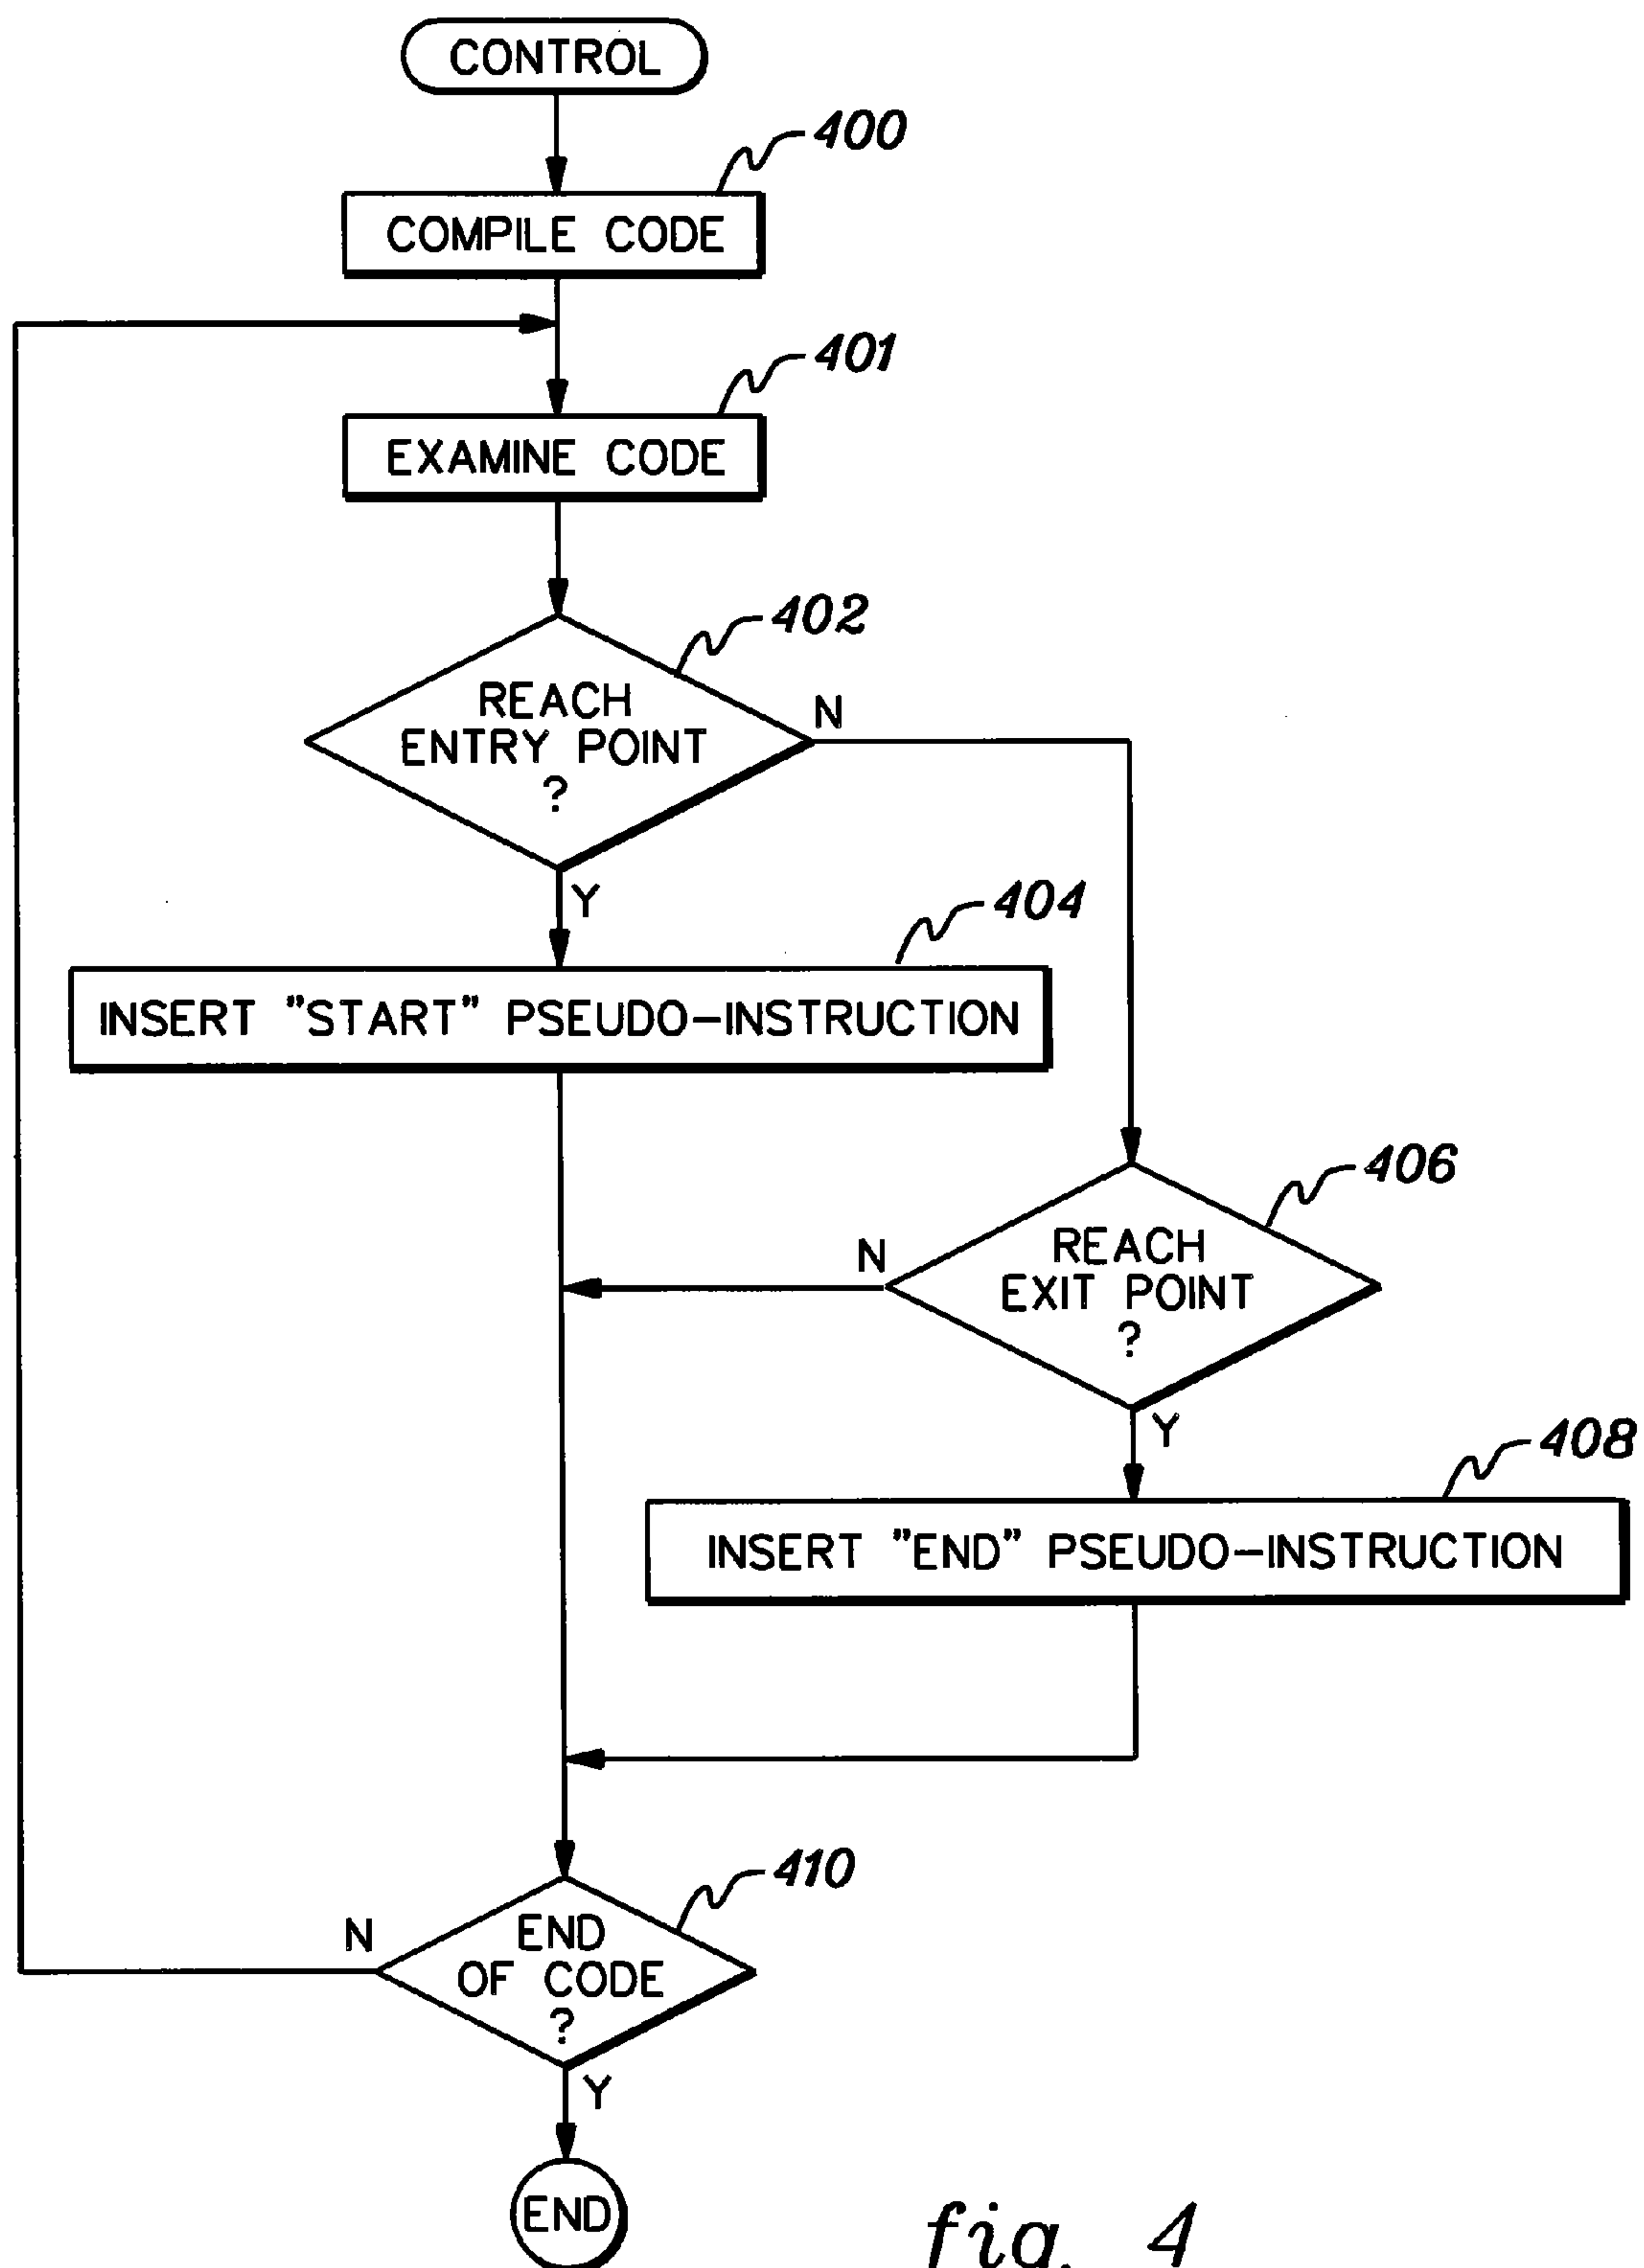 CONTROL
400
COMPILE CODE
401
EXAMINE CODE
402
REACH
ENTRY POINT
?
N
Y
404
INSERT "START" PSEUDO-INSTRUCTION
406
REACH
EXIT POINT
?
N
Y
408
INSERT "END" PSEUDO-INSTRUCTION
410
END
OF CODE
?
N
Y
END
fig. 4